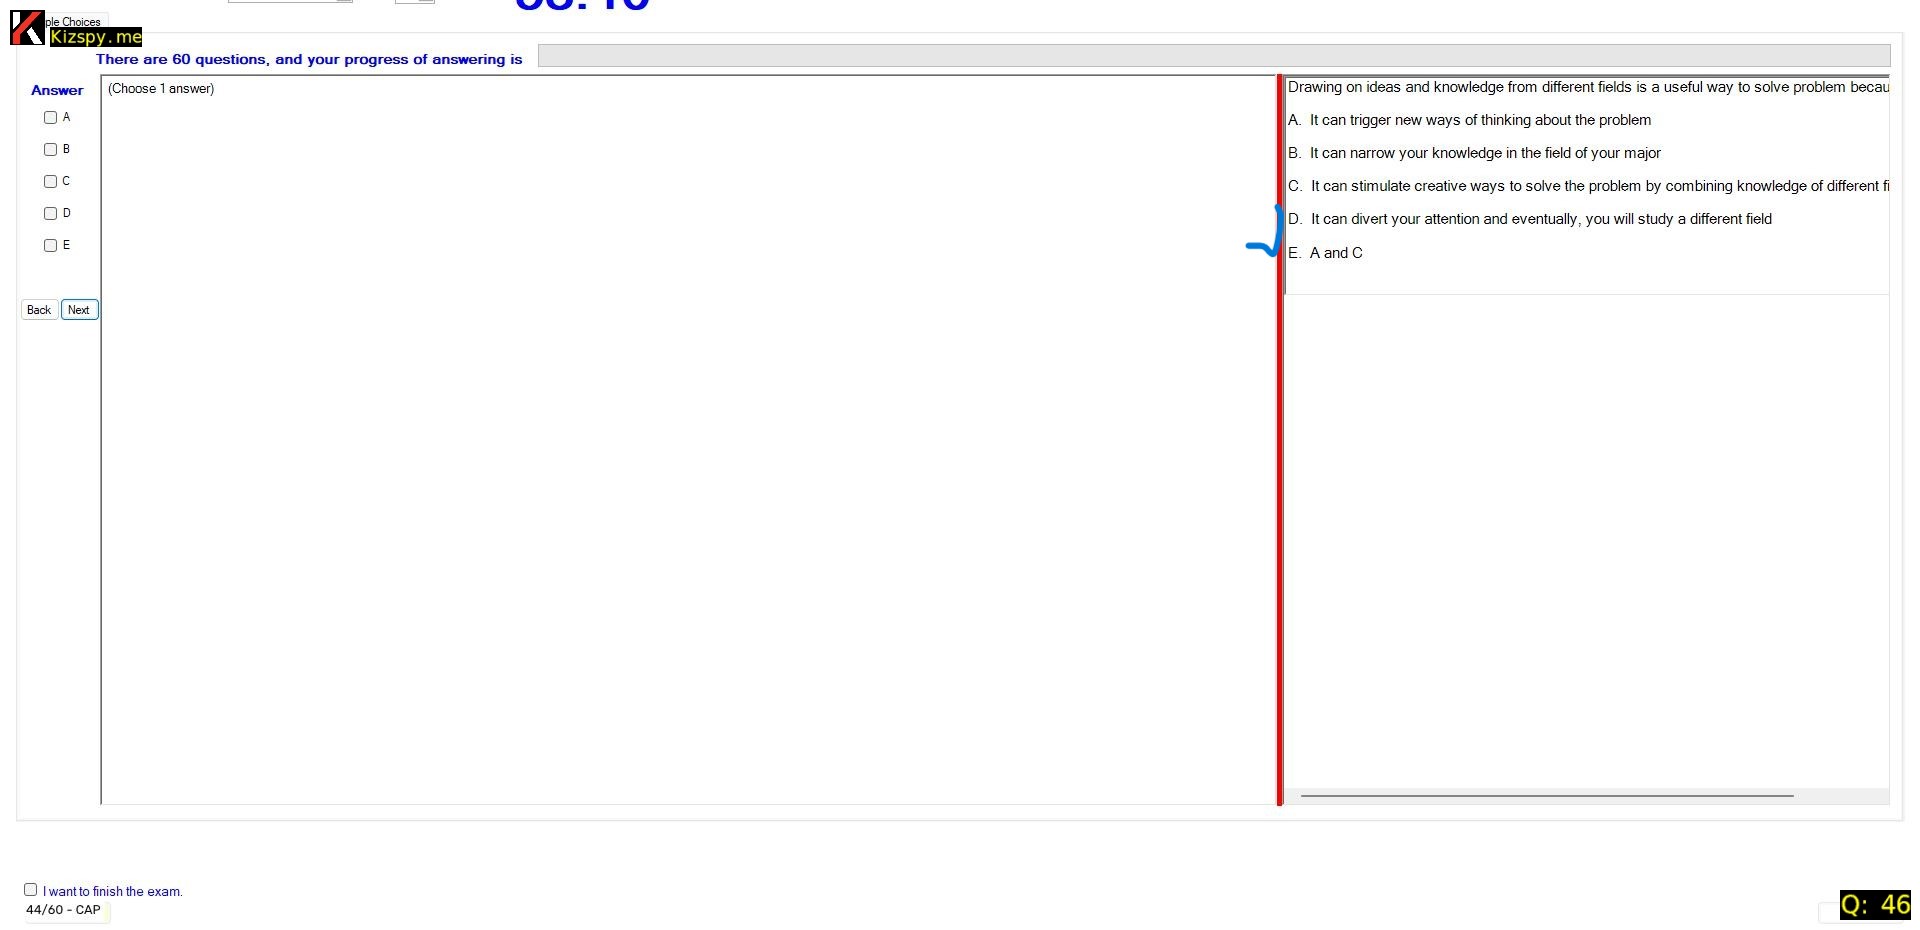 ple Choices
Kizspy.me
There are 60 questions, and your progress of answering is
Answer
(Choose 1 answer)
A
B
C
D
E
Back
Next
Drawing on ideas and knowledge from different fields is a useful way to solve problem becau
A. It can trigger new ways of thinking about the problem
B. It can narrow your knowledge in the field of your major
C. It can stimulate creative ways to solve the problem by combining knowledge of different fi
D. It can divert your attention and eventually, you will study a different field
E. A and C
I want to finish the exam.
44/60 - CAP
Q: 46